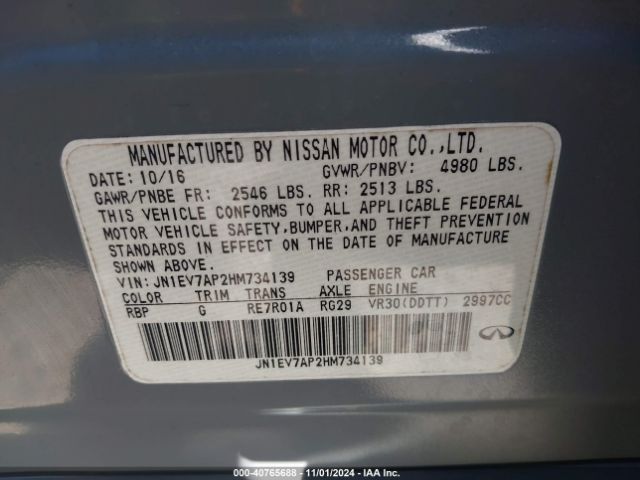 MANUFACTURED BY NISSAN MOTOR CO.,LTD.
DATE: 10/16 GVWR/PNBV: 4980 LBS.
GAWR/PNBE FR: 2546 LBS. RR: 2513 LBS.
THIS VEHICLE CONFORMS TO ALL APPLICABLE FEDERAL
MOTOR VEHICLE SAFETY,BUMPER,AND THEFT PREVENTION
STANDARDS IN EFFECT ON THE DATE OF MANUFACTURE
SHOWN ABOVE.
VIN: JN1EV7AP2HM734139 PASSENGER CAR
COLOR TRIM TRANS AXLE ENGINE
RBP G RE7R01A RG29 VR30(DDTT) 2997CC
JN1EV7AP2HM734139
000-40765688 - 11/01/2024 - IAA Inc.